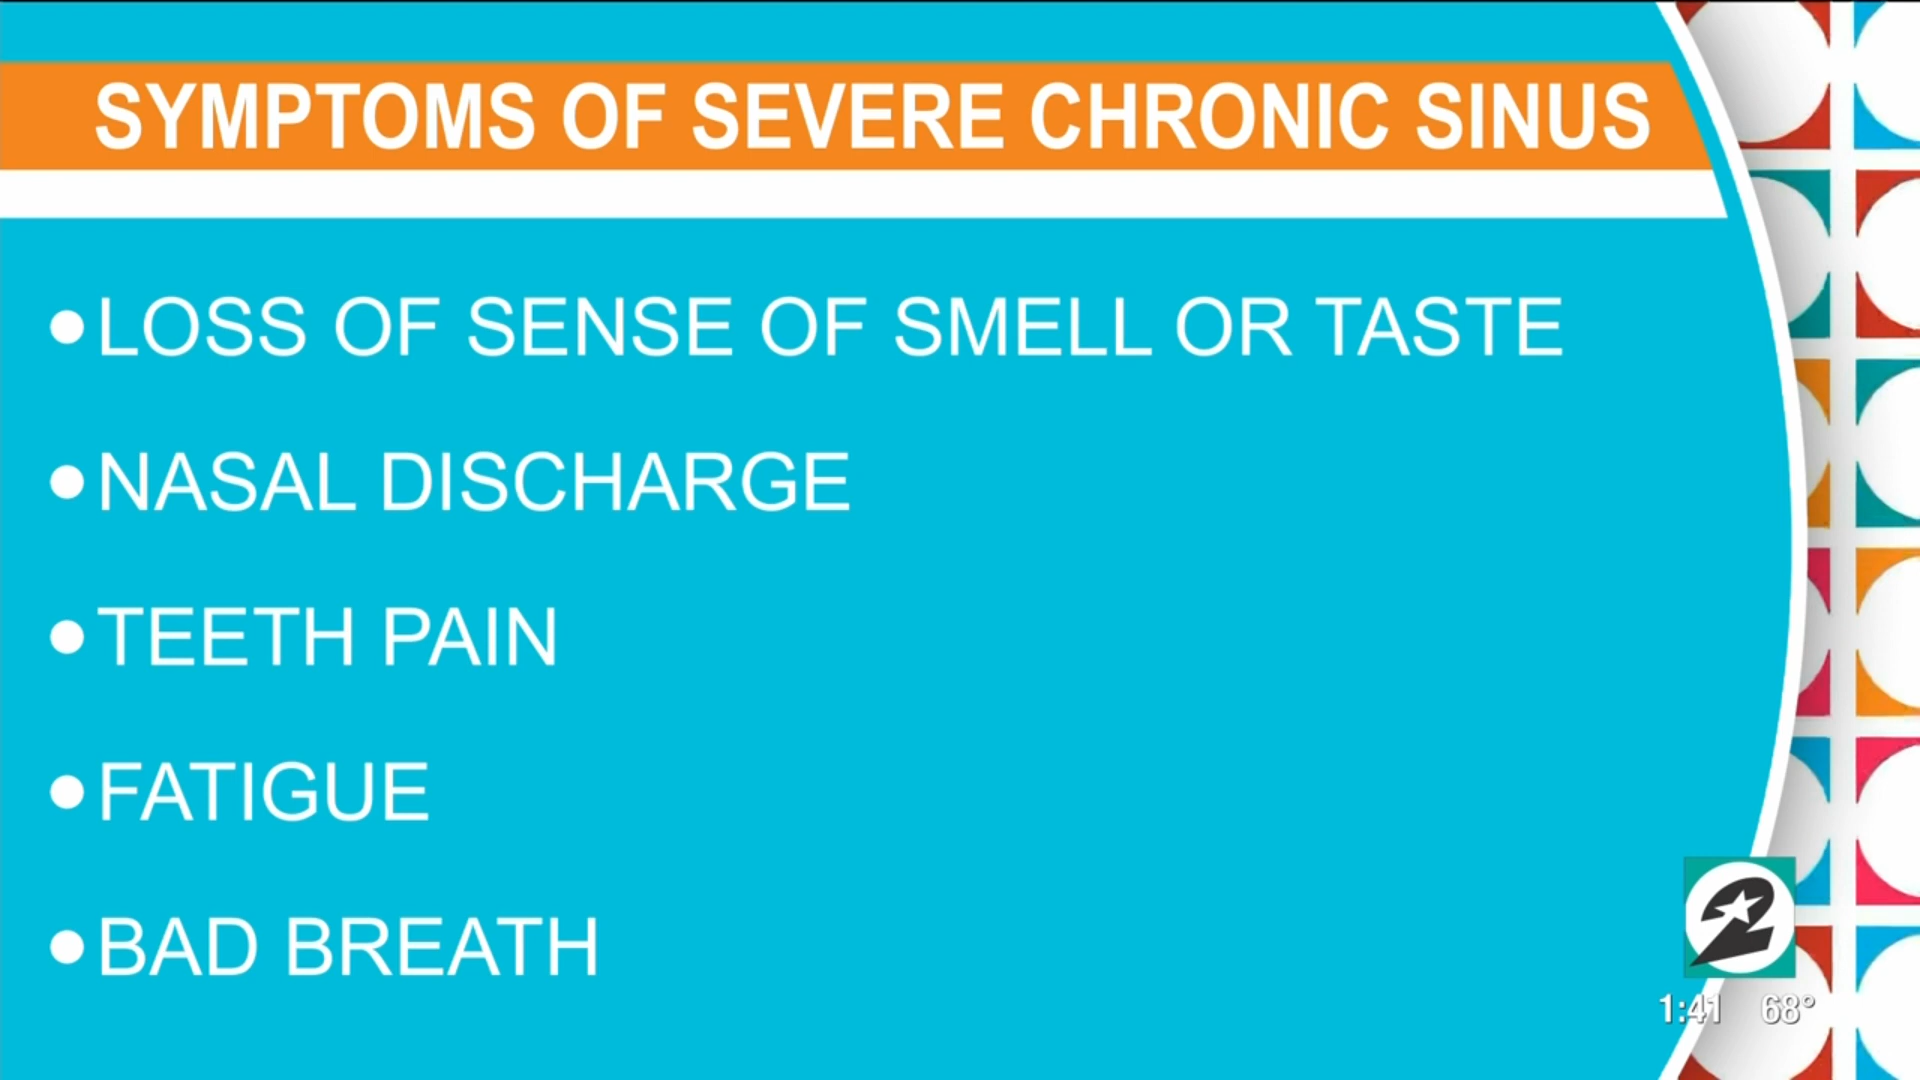 SYMPTOMS OF SEVERE CHRONIC SINUS
•LOSS OF SENSE OF SMELL OR TASTE
•NASAL DISCHARGE
•TEETH PAIN
•FATIGUE
•BAD BREATH
2
1:41 68°